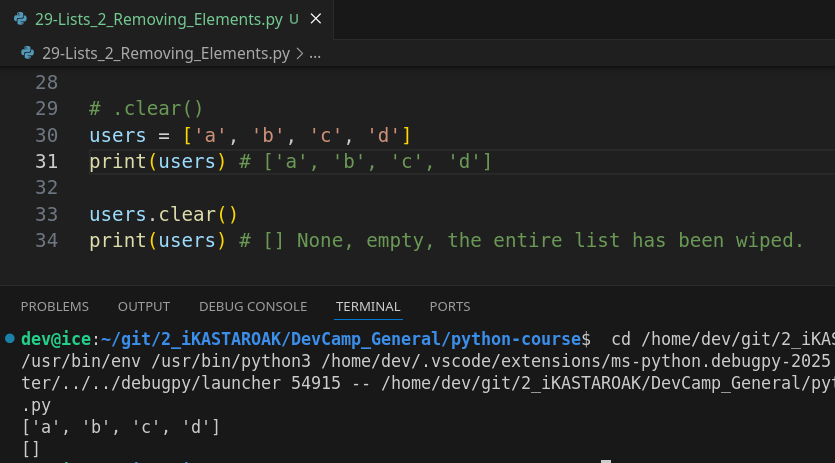 29-Lists_2_Removing_Elements.py U ×
29-Lists_2_Removing_Elements.py > ...
28
29 # .clear()
30 users = ['a', 'b', 'c', 'd']
31 print(users) # ['a', 'b', 'c', 'd']
32
33 users.clear()
34 print(users) # [] None, empty, the entire list has been wiped.
PROBLEMS OUTPUT DEBUG CONSOLE TERMINAL PORTS
dev@ice:~/git/2_iKASTAROAK/DevCamp_General/python-course$  cd /home/dev/git/2_iKAS
/usr/bin/env /usr/bin/python3 /home/dev/.vscode/extensions/ms-python.debugpy-2025
ter/../../debugpy/launcher 54915 -- /home/dev/git/2_iKASTAROAK/DevCamp_General/pyt
.py
['a', 'b', 'c', 'd']
[]